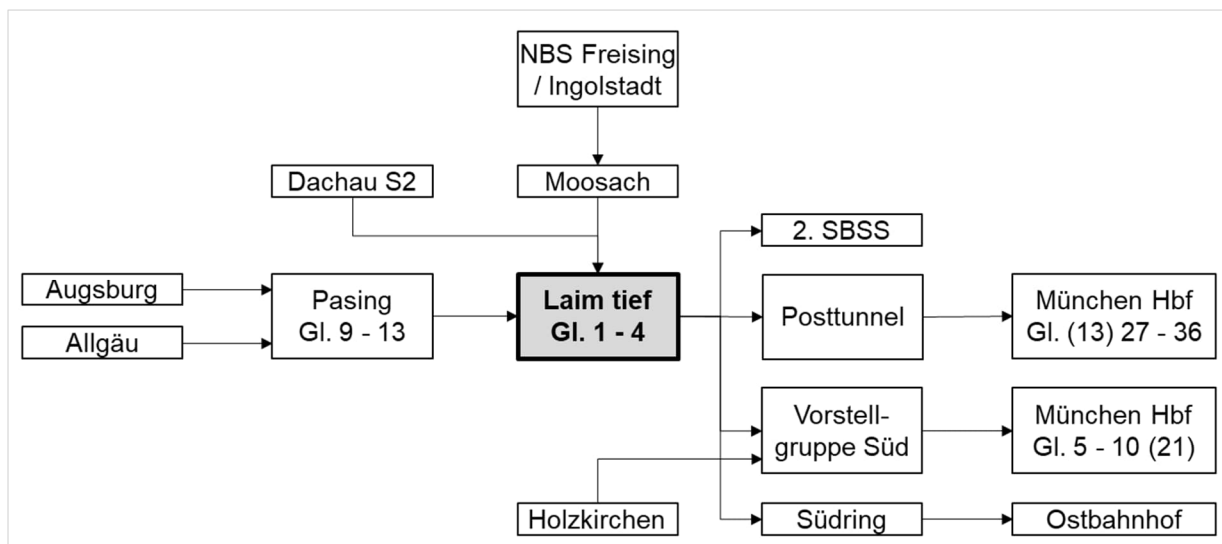 NBS Freising
/ Ingolstadt
Dachau S2
Moosach
2. SBSS
Augsburg
Allgäu
Pasing
Gl. 9 - 13
Laim tief
Gl. 1 - 4
Posttunnel
München Hbf
Gl. (13) 27 - 36
Vorstell-
gruppe Süd
München Hbf
Gl. 5 - 10 (21)
Holzkirchen
Südring
Ostbahnhof